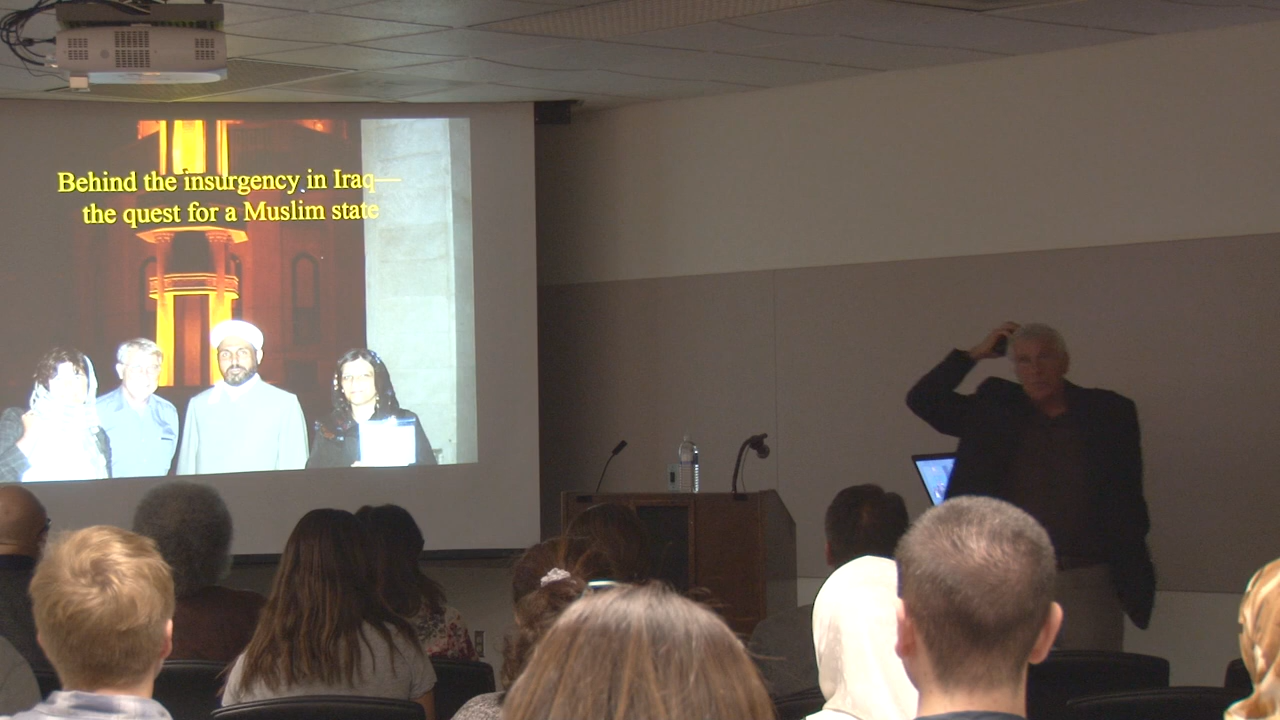 Behind the insurgency in Iraq—
the quest for a Muslim state